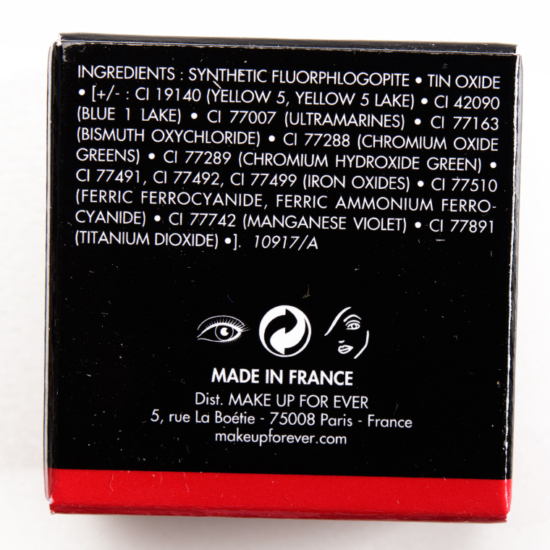 INGREDIENTS : SYNTHETIC FLUORPHLOGOPITE • TIN OXIDE
• [+/- : CI 19140 (YELLOW 5, YELLOW 5 LAKE) • CI 42090
(BLUE 1 LAKE) • CI 77007 (ULTRAMARINES) • CI 77163
(BISMUTH OXYCHLORIDE) • CI 77288 (CHROMIUM OXIDE
GREENS) • CI 77289 (CHROMIUM HYDROXIDE GREEN) •
CI 77491, CI 77492, CI 77499 (IRON OXIDES) • CI 77510
(FERRIC FERROCYANIDE, FERRIC AMMONIUM FERRO-
CYANIDE) • CI 77742 (MANGANESE VIOLET) • CI 77891
(TITANIUM DIOXIDE) •]. 10917/A
MADE IN FRANCE
Dist. MAKE UP FOR EVER
5, rue La Boétie - 75008 Paris - France
makeupforever.com